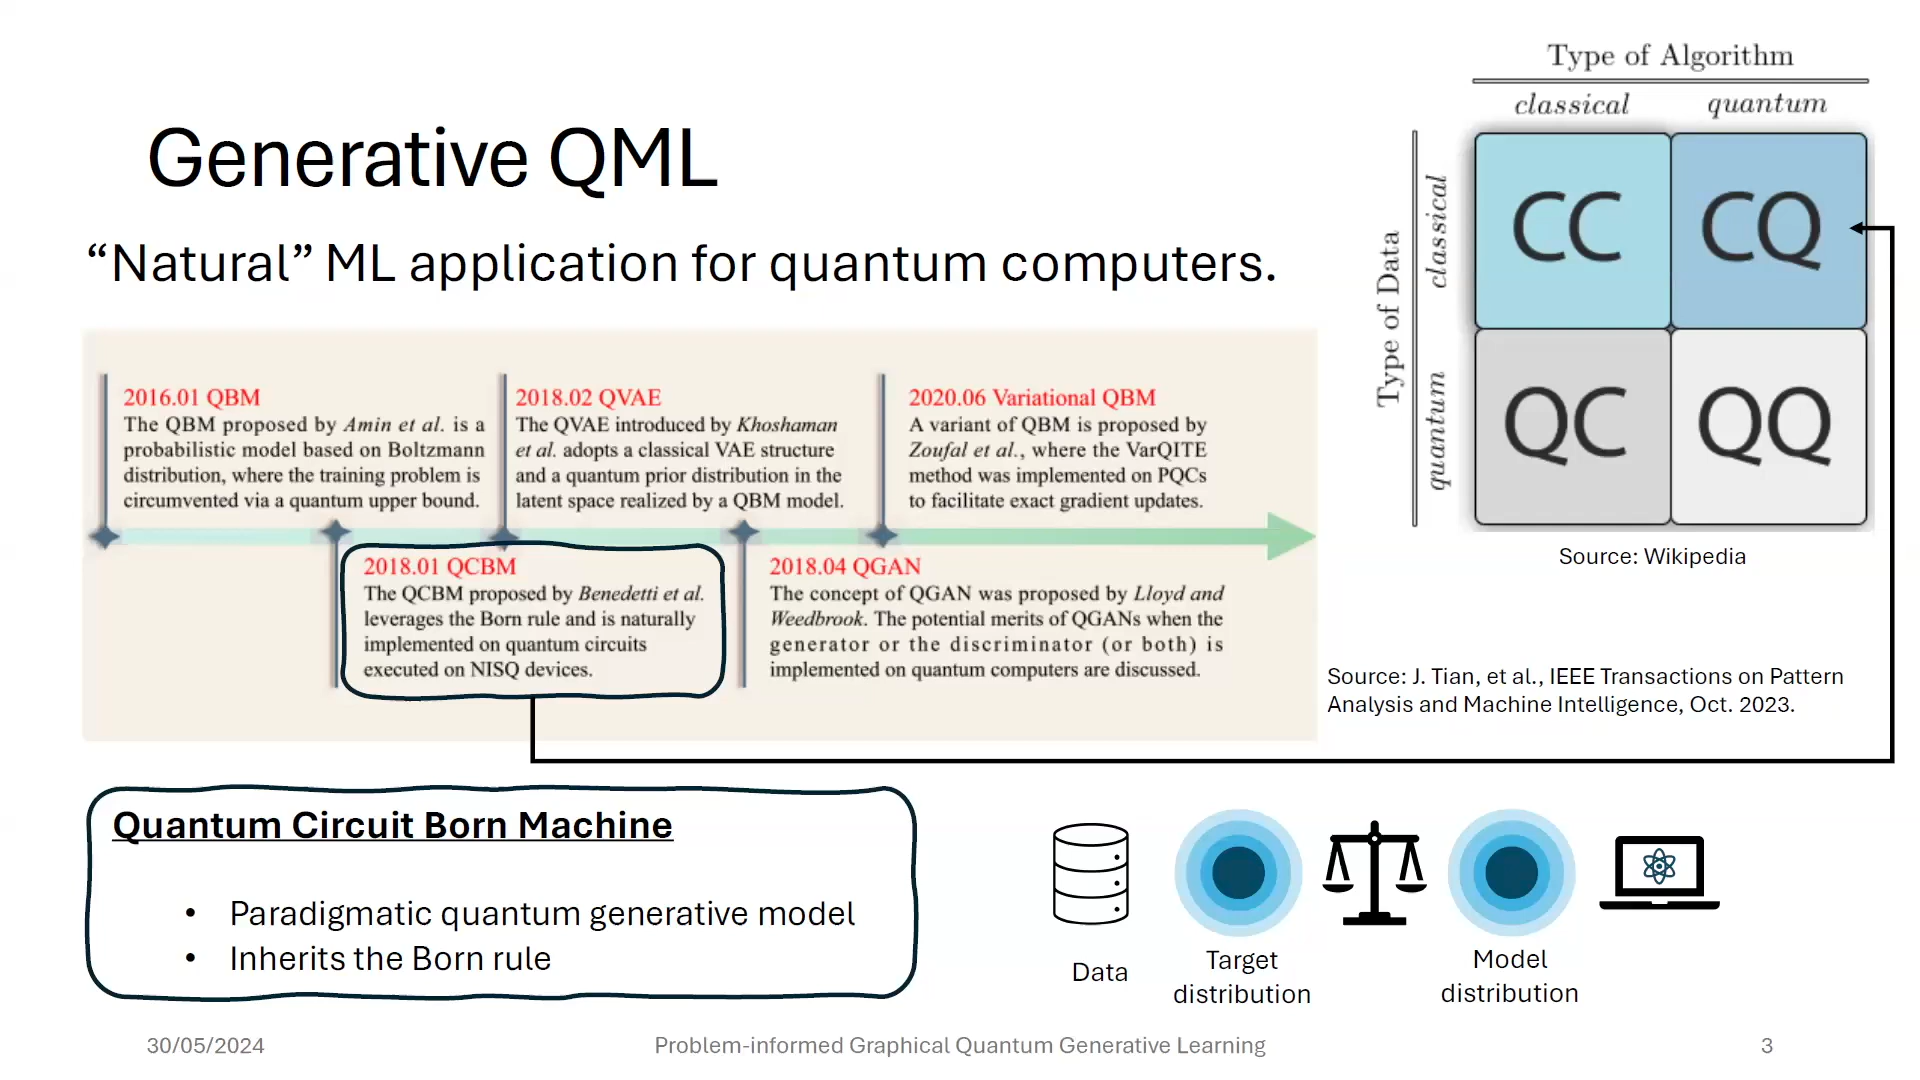 Generative QML
“Natural” ML application for quantum computers.
2016.01 QBM
The QBM proposed by Amin et al. is a
probabilistic model based on Boltzmann
distribution, where the training problem is
circumvented via a quantum upper bound.
2018.02 QVAE
The QVAE introduced by Khoshaman
et al. adopts a classical VAE structure
and a quantum prior distribution in the
latent space realized by a QBM model.
2020.06 Variational QBM
A variant of QBM is proposed by
Zoufal et al., where the VarQITE
method was implemented on PQCs
to facilitate exact gradient updates.
2018.01 QCBM
The QCBM proposed by Benedetti et al.
leverages the Born rule and is naturally
implemented on quantum circuits
executed on NISQ devices.
2018.04 QGAN
The concept of QGAN was proposed by Lloyd and
Weedbrook. The potential merits of QGANs when the
generator or the discriminator (or both) is
implemented on quantum computers are discussed.
Type of Algorithm
classical quantum
Type of Data
classical
quantum
CC CQ
QC QQ
Source: Wikipedia
Source: J. Tian, et al., IEEE Transactions on Pattern
Analysis and Machine Intelligence, Oct. 2023.
Quantum Circuit Born Machine
• Paradigmatic quantum generative model
• Inherits the Born rule
Data
Target
distribution
Model
distribution
30/05/2024
Problem-informed Graphical Quantum Generative Learning
3